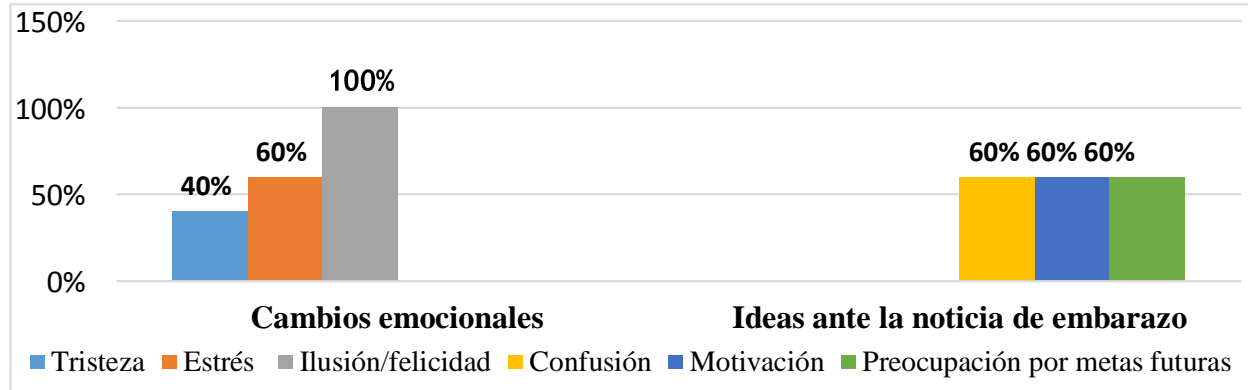 150%
100%
100%
60%
60% 60% 60%
40%
50%
0%
Cambios emocionales Ideas ante la noticia de embarazo
Tristeza Estrés Ilusión/felicidad Confusión Motivación Preocupación por metas futuras